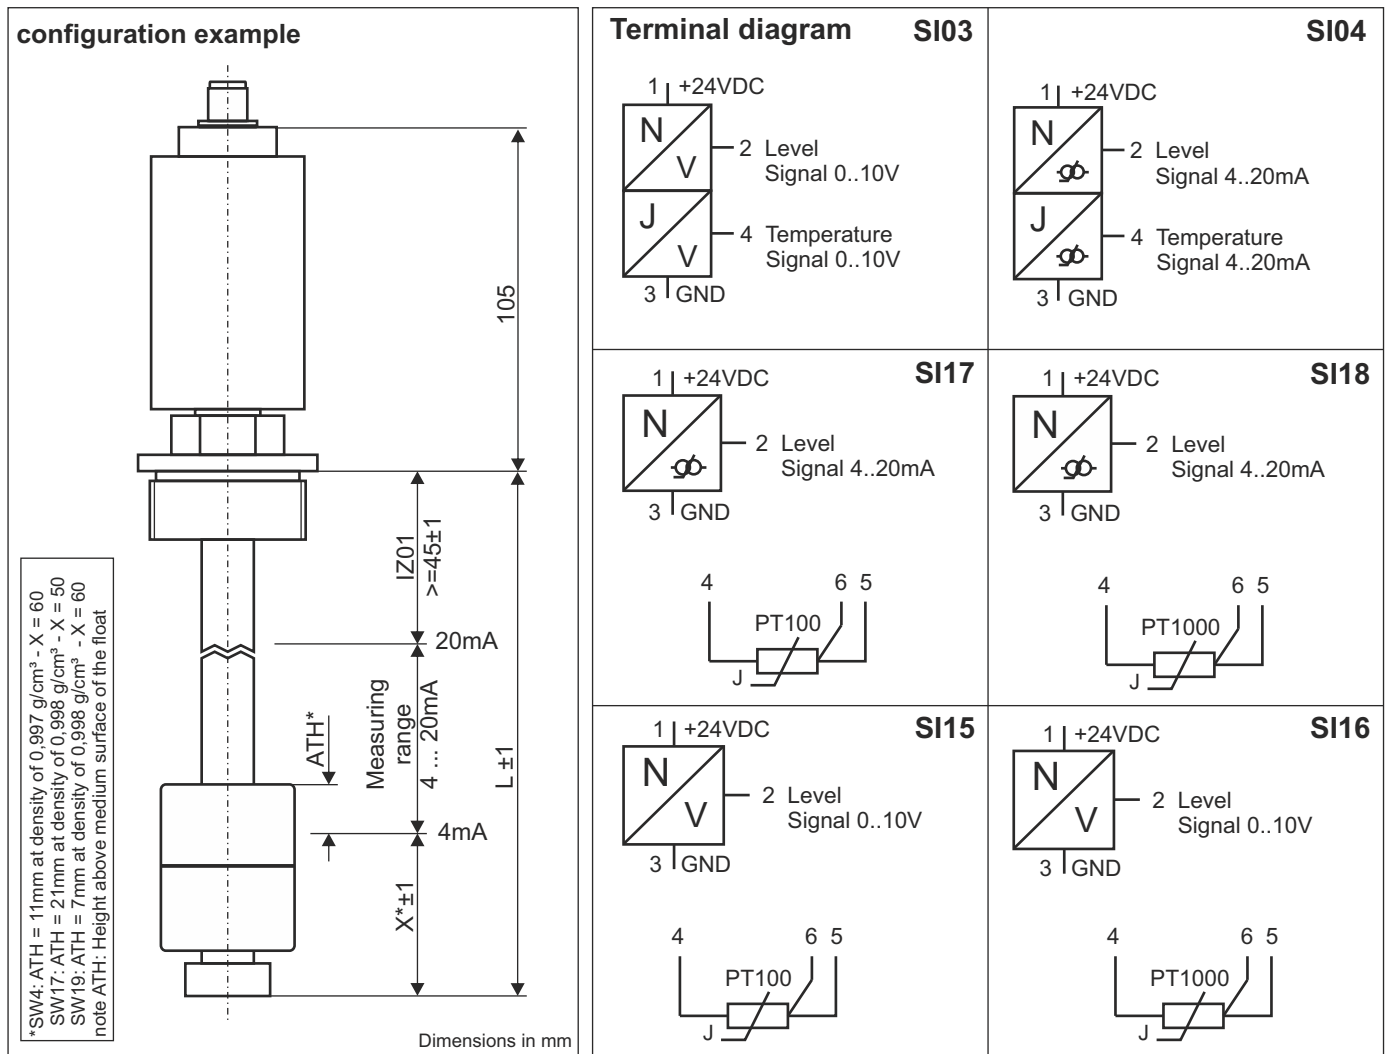 configuration example
105
IZ01
>=45±1
20mA
Measuring
range
4 ... 20mA
ATH*
4mA
L ±1
X*±1
*SW4: ATH = 11mm at density of 0,997 g/cm³ - X = 60
SW17: ATH = 21mm at density of 0,998 g/cm³ - X = 50
SW19: ATH = 7mm at density of 0,998 g/cm³ - X = 60
note ATH: Height above medium surface of the float
Dimensions in mm
Terminal diagram
SI03
1 +24VDC
N
V
2 Level
Signal 0..10V
J
V
4 Temperature
Signal 0..10V
3 GND
SI04
1 +24VDC
N
2 Level
Signal 4..20mA
J
4 Temperature
Signal 4..20mA
3 GND
SI17
1 +24VDC
N
2 Level
Signal 4..20mA
3 GND
4 6 5
PT100
J
SI18
1 +24VDC
N
2 Level
Signal 4..20mA
3 GND
4 6 5
PT1000
J
SI15
1 +24VDC
N
V
2 Level
Signal 0..10V
3 GND
4 6 5
PT100
J
SI16
1 +24VDC
N
V
2 Level
Signal 0..10V
3 GND
4 6 5
PT1000
J